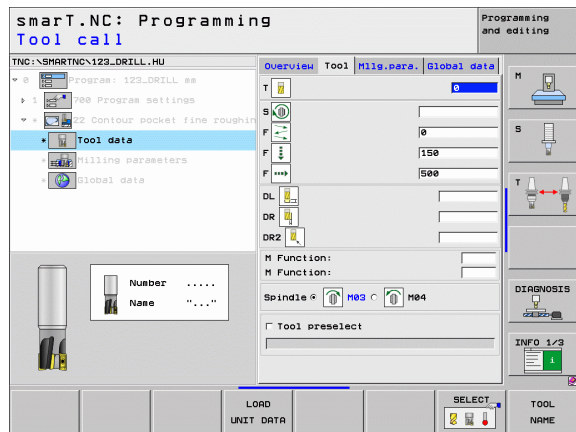 smarT.NC: Programming
Tool call
Programming
and editing
TNC:\SMARTNC\123_DRILL.HU
0 Program: 123_DRILL mm
1 700 Program settings
* 22 Contour pocket fine roughin
* Tool data
* Milling parameters
* Global data
Overview Tool Mllg.para. Global data
T 0
S
F 0
F 150
F 500
DL
DR
DR2
M Function:
M Function:
Spindle M03 M04
Tool preselect
Number .....
Name "..."
M
S
T
DIAGNOSIS
INFO 1/3
i
LOAD
UNIT DATA
SELECT
TOOL
NAME